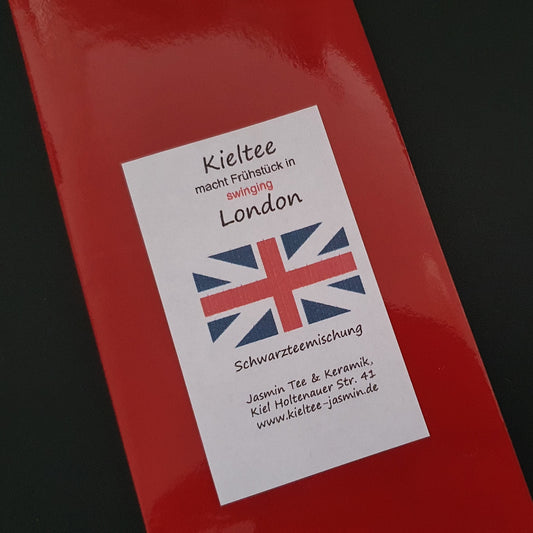 Kieltee
macht Frühstück in
swinging
London
Schwarzteemischung
Jasmin Tee & Keramik,
Kiel Holtenauer Str. 41
www.kieltee-jasmin.de